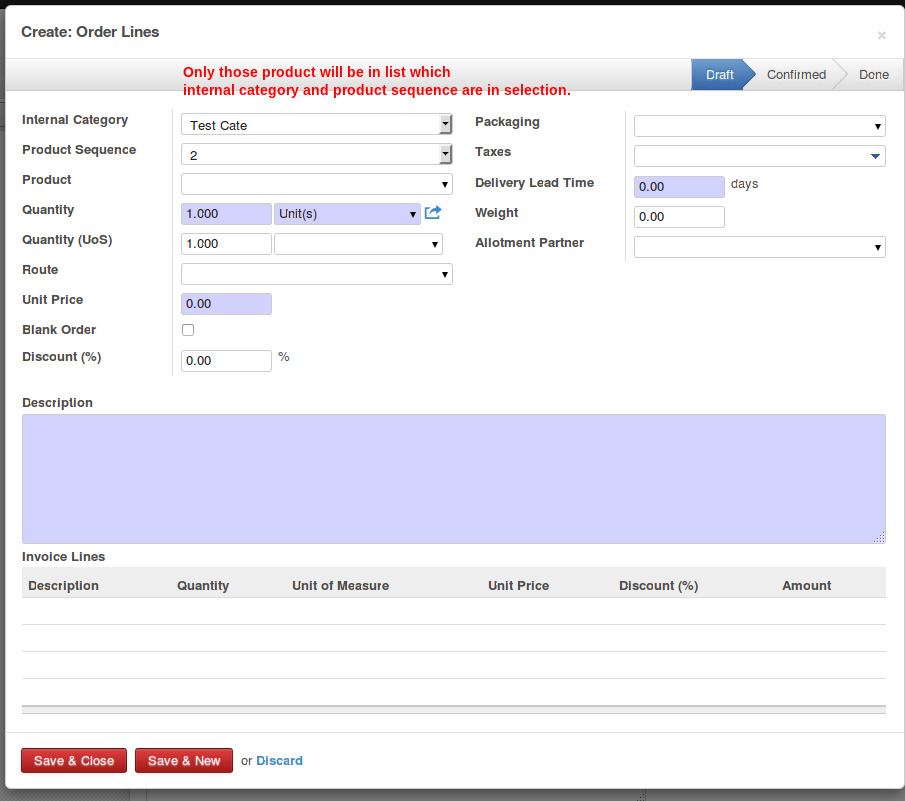 Create: Order Lines
×
Only those product will be in list which
internal category and product sequence are in selection.
Draft
Confirmed
Done
Internal Category
Test Cate
Product Sequence
2
Product
Quantity
1.000
Unit(s)
Quantity (UoS)
1.000
Route
Unit Price
0.00
Blank Order
Discount (%)
0.00
%
Packaging
Taxes
Delivery Lead Time
0.00
days
Weight
0.00
Allotment Partner
Description
Invoice Lines
Description Quantity Unit of Measure Unit Price Discount (%) Amount
Save & Close Save & New or Discard